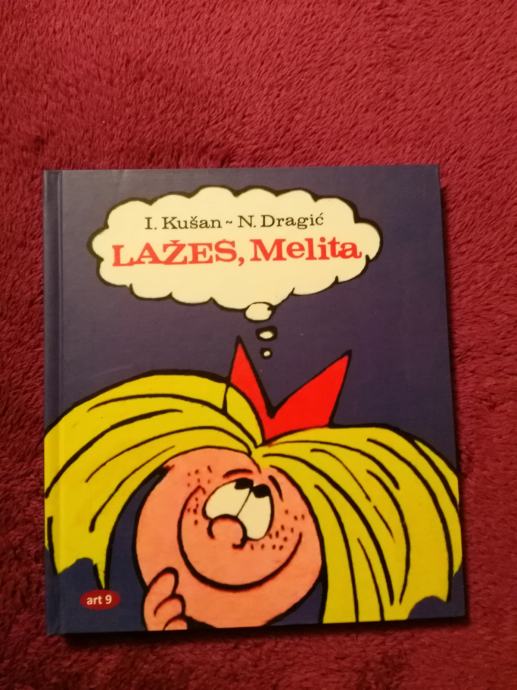 I. Kušan ~ N. Dragić
LAŽES, Melita
art 9